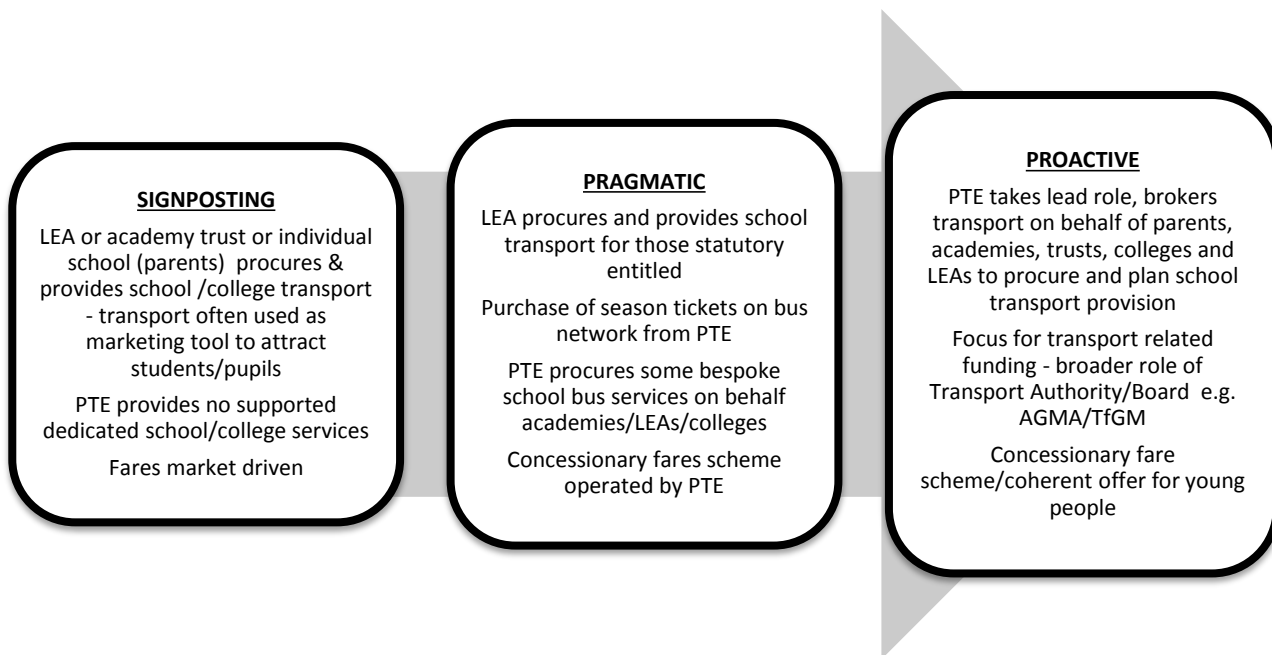 SIGNPOSTING
LEA or academy trust or individual
school (parents)  procures &
provides school /college transport
- transport often used as
marketing tool to attract
students/pupils
PTE provides no supported
dedicated school/college services
Fares market driven
PRAGMATIC
LEA procures and provides school
transport for those statutory
entitled
Purchase of season tickets on bus
network from PTE
PTE procures some bespoke
school bus services on behalf
academies/LEAs/colleges
Concessionary fares scheme
operated by PTE
PROACTIVE
PTE takes lead role, brokers
transport on behalf of parents,
academies, trusts, colleges and
LEAs to procure and plan school
transport provision
Focus for transport related
funding - broader role of
Transport Authority/Board  e.g.
AGMA/TfGM
Concessionary fare
scheme/coherent offer for young
people